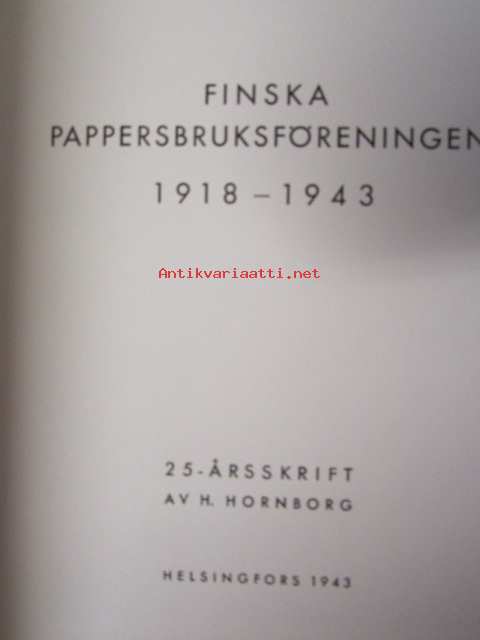 FINSKA
PAPPERSBRUKSFÖRENINGEN
1918 – 1943
Antikvariaatti.net
25-ÅRSSKRIFT
AV H. HORNBORG
HELSINGFORS 1943